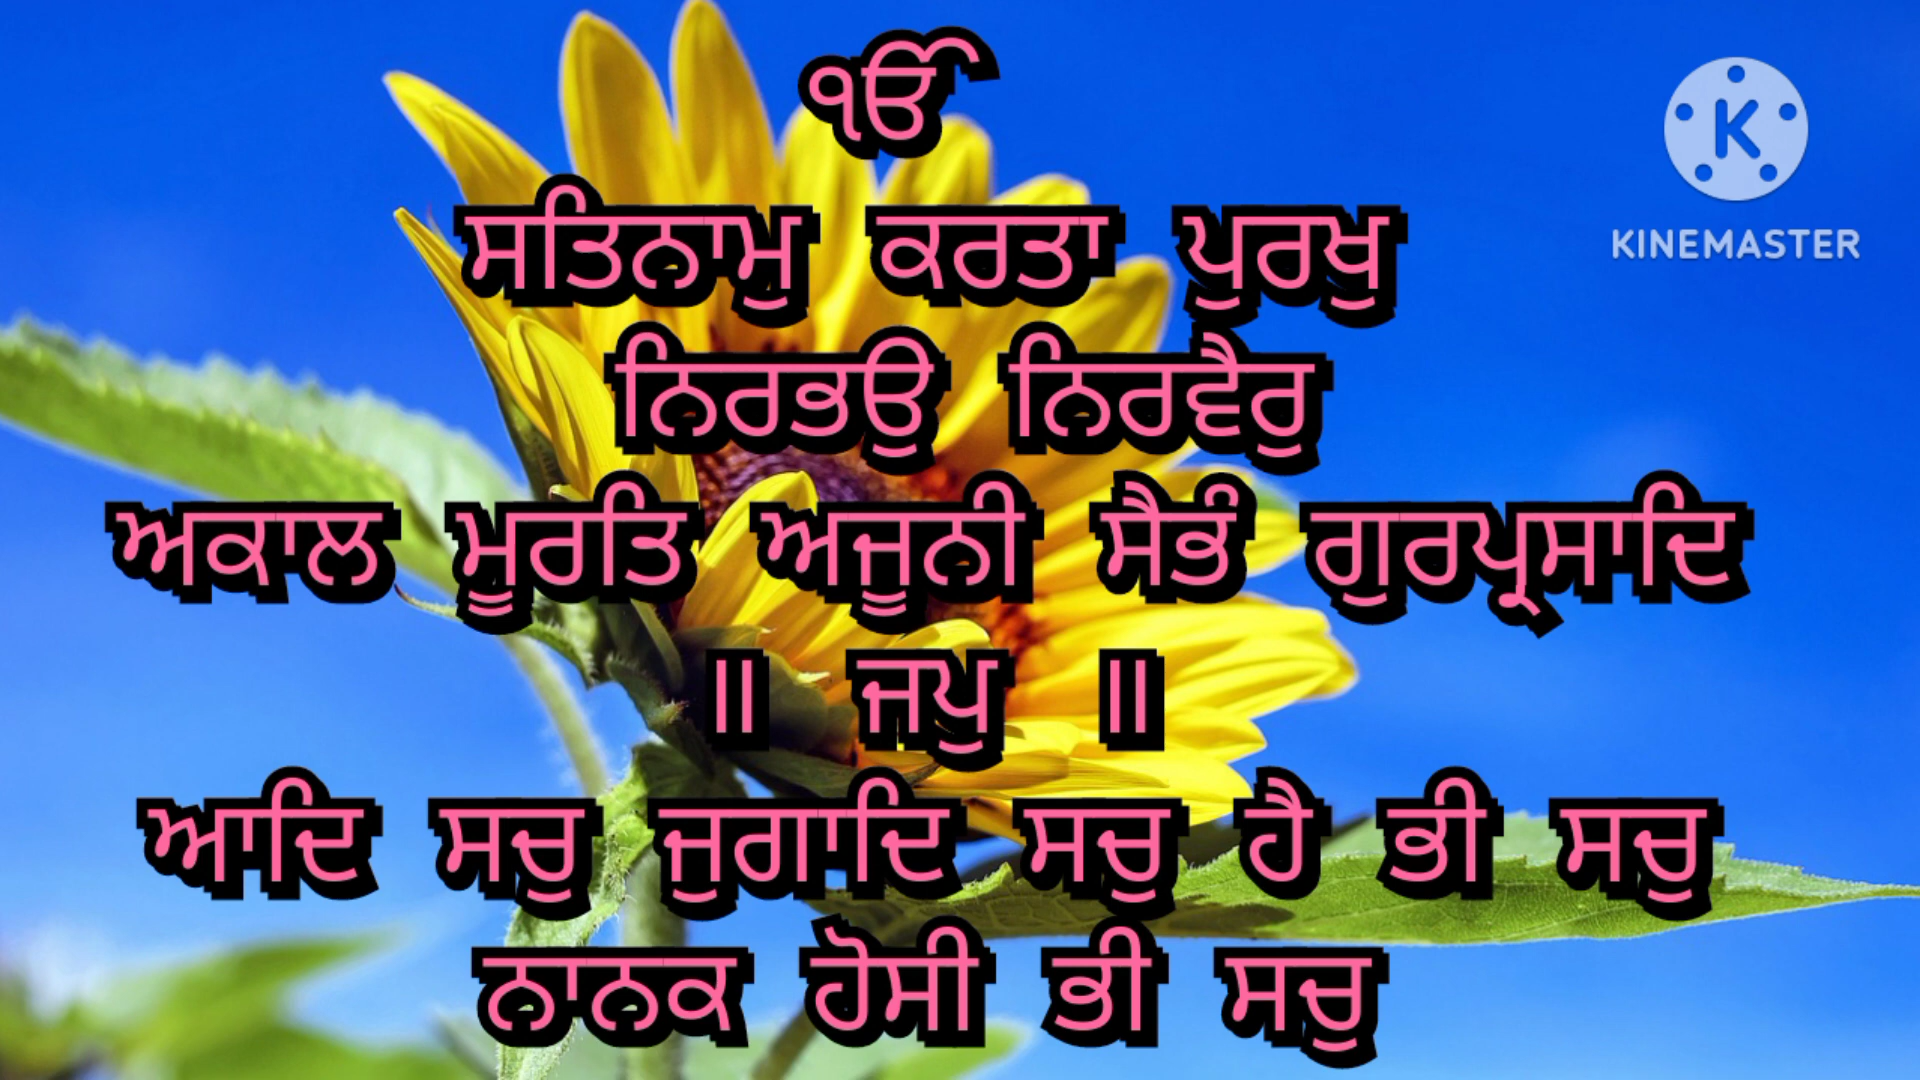 ੴ
ਸਤਿਨਾਮੁ ਕਰਤਾ ਪੁਰਖੁ
ਨਿਰਭਉ ਨਿਰਵੈਰੁ
ਅਕਾਲ ਮੂਰਤਿ ਅਜੂਨੀ ਸੈਭੰ ਗੁਰਪ੍ਰਸਾਦਿ
॥ ਜਪੁ ॥
ਆਦਿ ਸਚੁ ਜੁਗਾਦਿ ਸਚੁ ਹੈ ਭੀ ਸਚੁ
ਨਾਨਕ ਹੋਸੀ ਭੀ ਸਚੁ
K
KINEMASTER